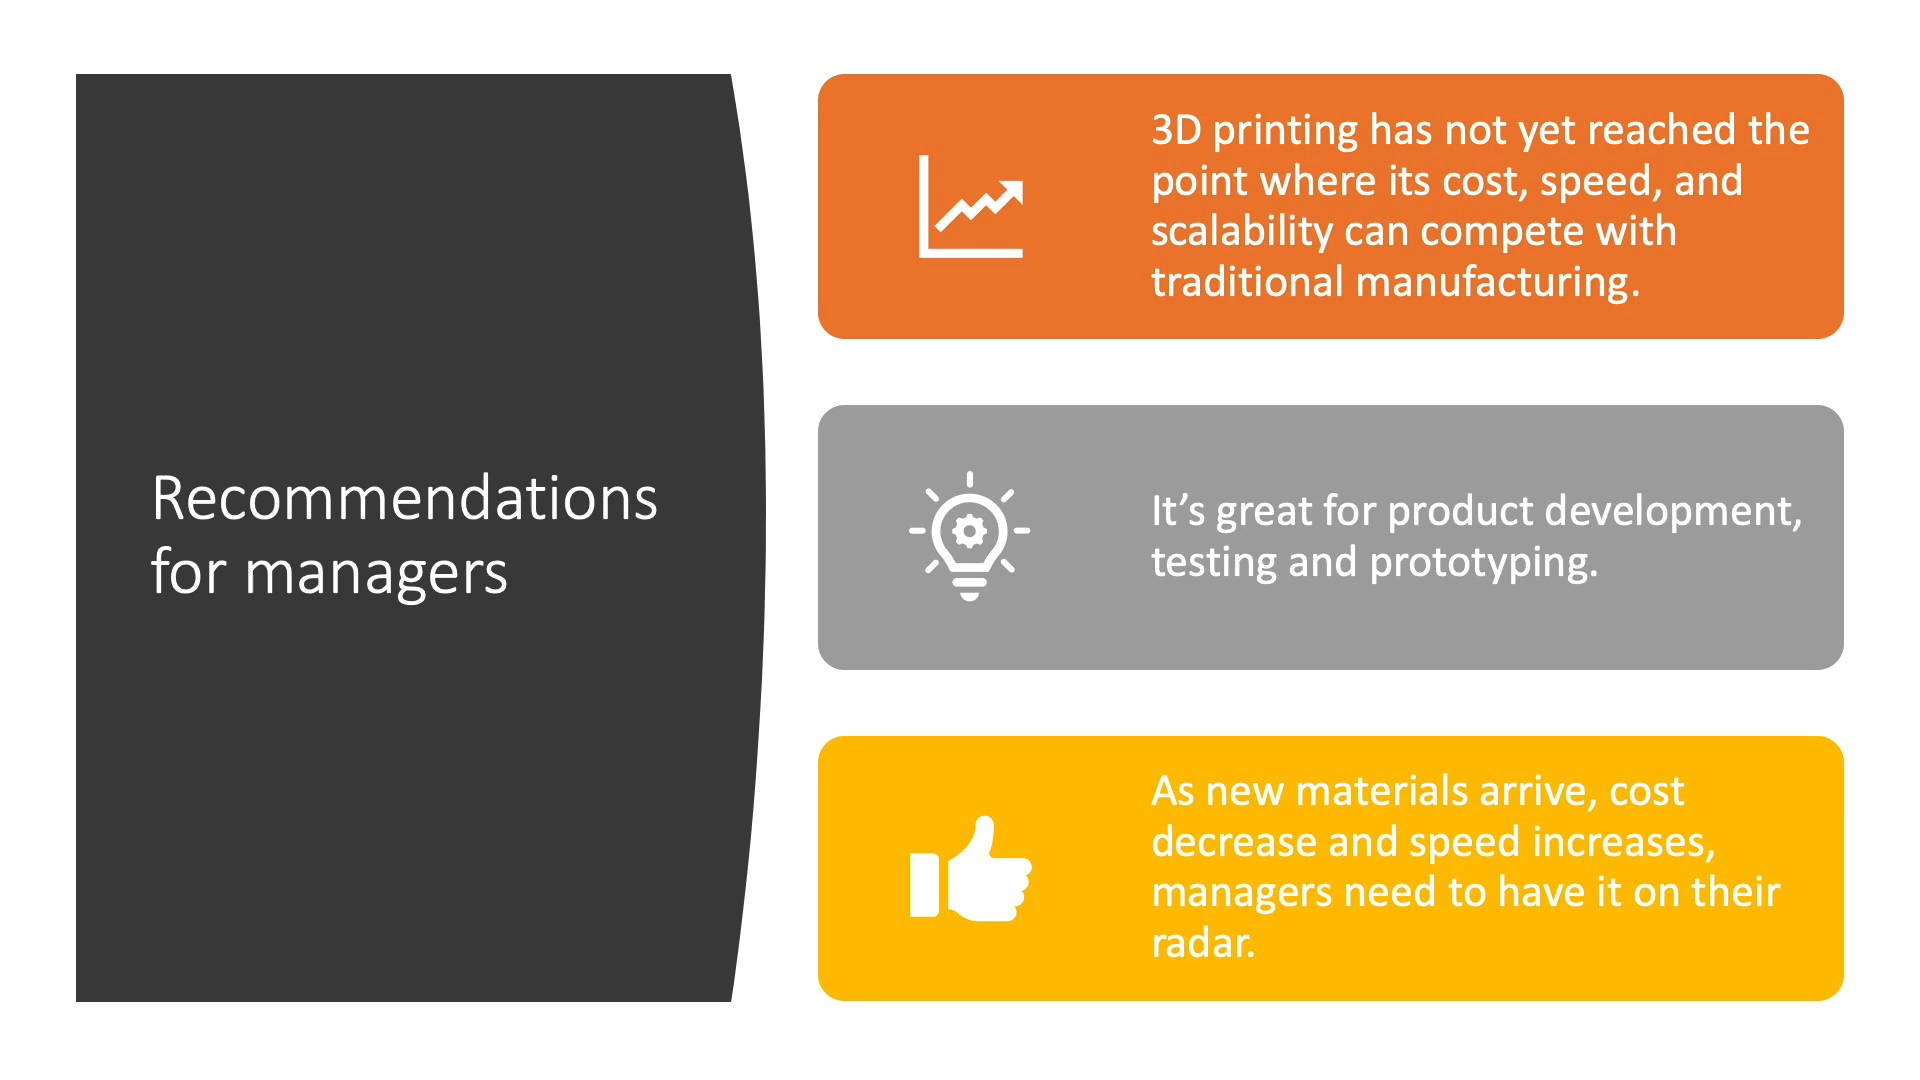 Recommendations
for managers
3D printing has not yet reached the
point where its cost, speed, and
scalability can compete with
traditional manufacturing.
It’s great for product development,
testing and prototyping.
As new materials arrive, cost
decrease and speed increases,
managers need to have it on their
radar.